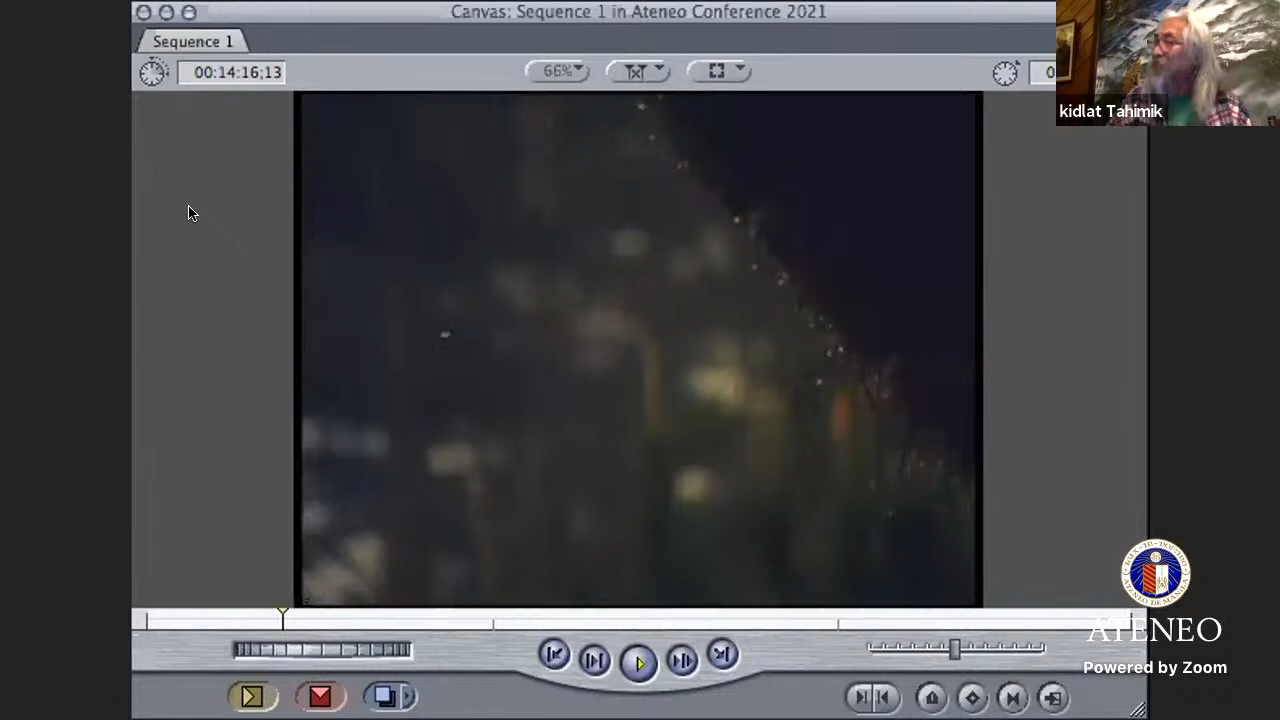 Canvas: Sequence 1 in Ateneo Conference 2021
Sequence 1
00:14:16;13
66%
0
kidlat Tahimik
ATENEO
Powered by Zoom